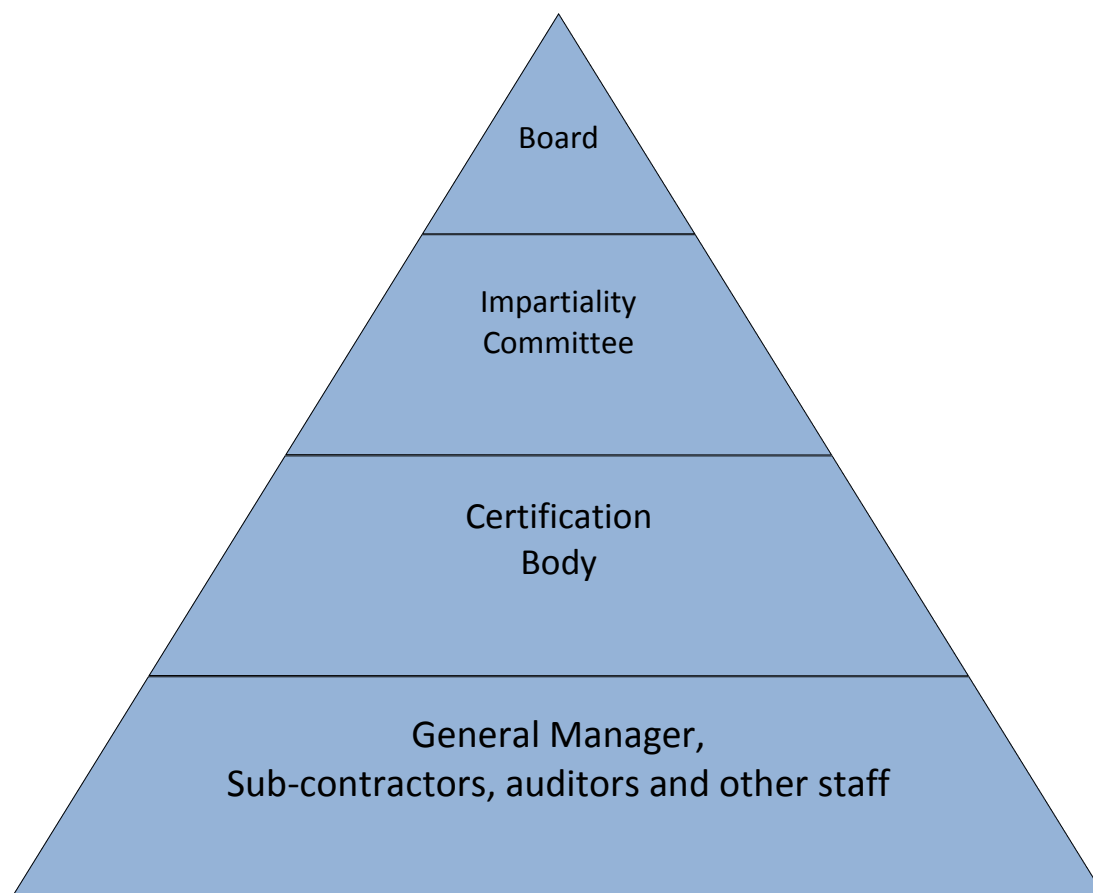 Board
Impartiality
Committee
Certification
Body
General Manager,
Sub-contractors, auditors and other staff